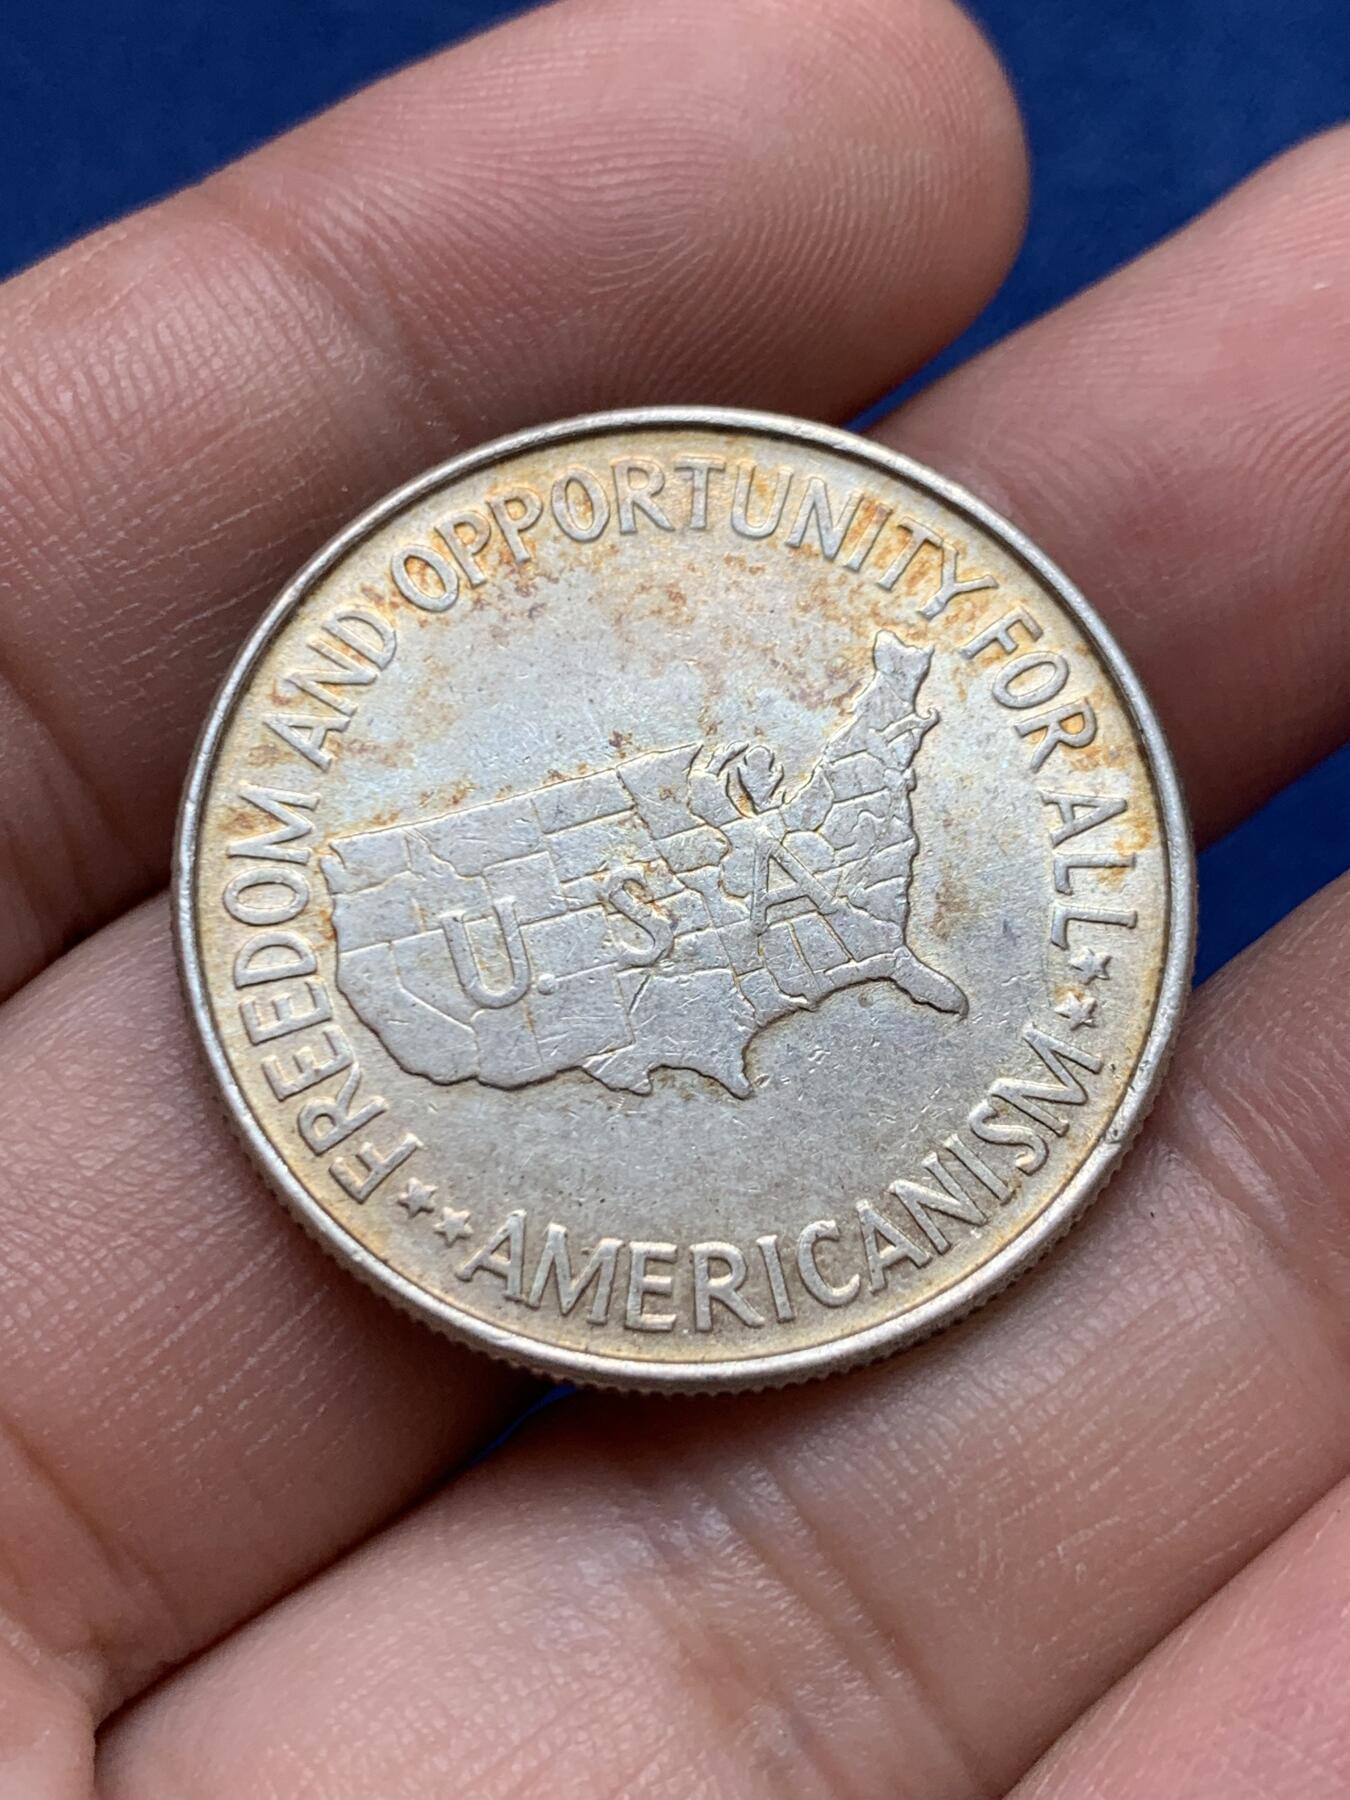 FREEDOM AND OPPORTUNITY FOR ALL
U.S.A
AMERICANISM